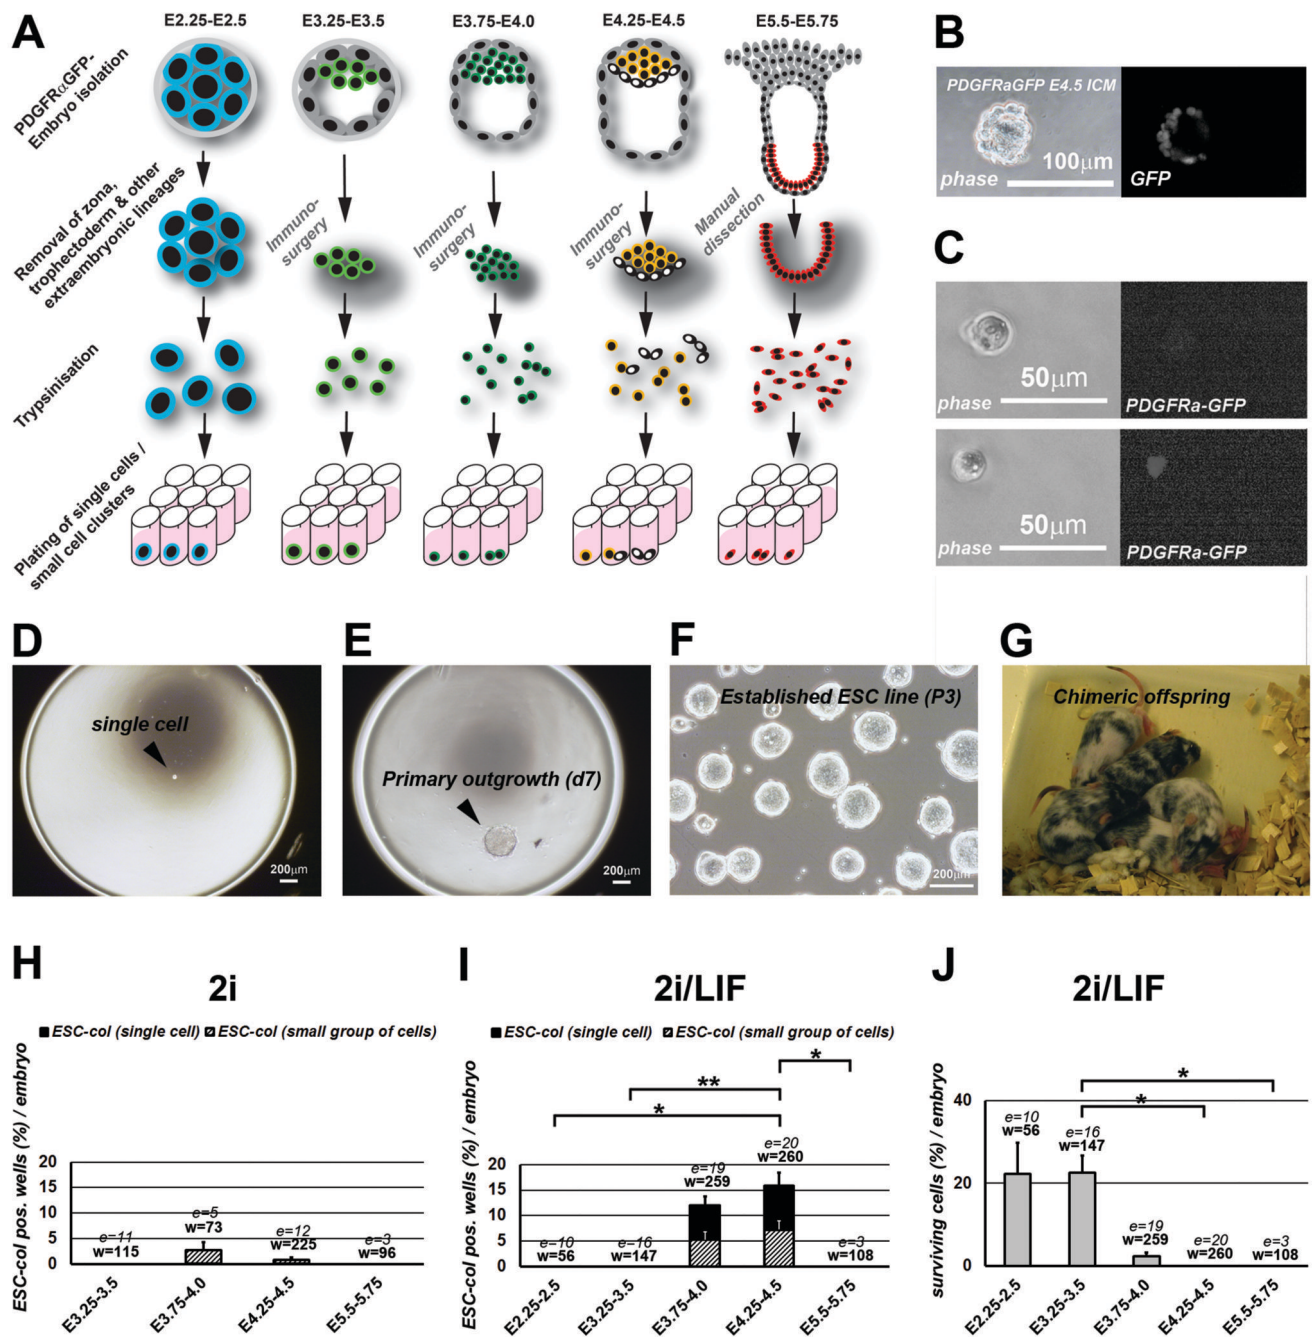 A
E2.25-E2.5
E3.25-E3.5
E3.75-E4.0
E4.25-E4.5
E5.5-E5.75
PDGFRαGFP-
Embryo isolation
Removal of zona,
trophectoderm & other
extraembryonic lineages
Immuno-
surgery
Immuno-
surgery
Immuno-
surgery
Manual
dissection
Trypsinisation
Plating of single cells /
small cell clusters
B
PDGFRaGFP E4.5 ICM
100μm
phase
GFP
C
50μm
phase
PDGFRa-GFP
50μm
phase
PDGFRa-GFP
D
single cell
200μm
E
Primary outgrowth (d7)
200μm
F
Established ESC line (P3)
200μm
G
Chimeric offspring
H
2i
ESC-col (single cell) ESC-col (small group of cells)
ESC-col pos. wells (%) / embryo
20
15
10
5
0
e=11
w=115
e=5
w=73
e=12
w=225
e=3
w=96
E3.25-3.5
E3.75-4.0
E4.25-4.5
E5.5-5.75
I
2i/LIF
ESC-col (single cell) ESC-col (small group of cells)
ESC-col pos. wells (%) / embryo
*
**
*
20
15
10
5
0
e=10
w=56
e=16
w=147
e=19
w=259
e=20
w=260
e=3
w=108
E2.25-2.5
E3.25-3.5
E3.75-4.0
E4.25-4.5
E5.5-5.75
J
2i/LIF
surviving cells (%) / embryo
*
*
40
20
0
e=10
w=56
e=16
w=147
e=19
w=259
e=20
w=260
e=3
w=108
E2.25-2.5
E3.25-3.5
E3.75-4.0
E4.25-4.5
E5.5-5.75